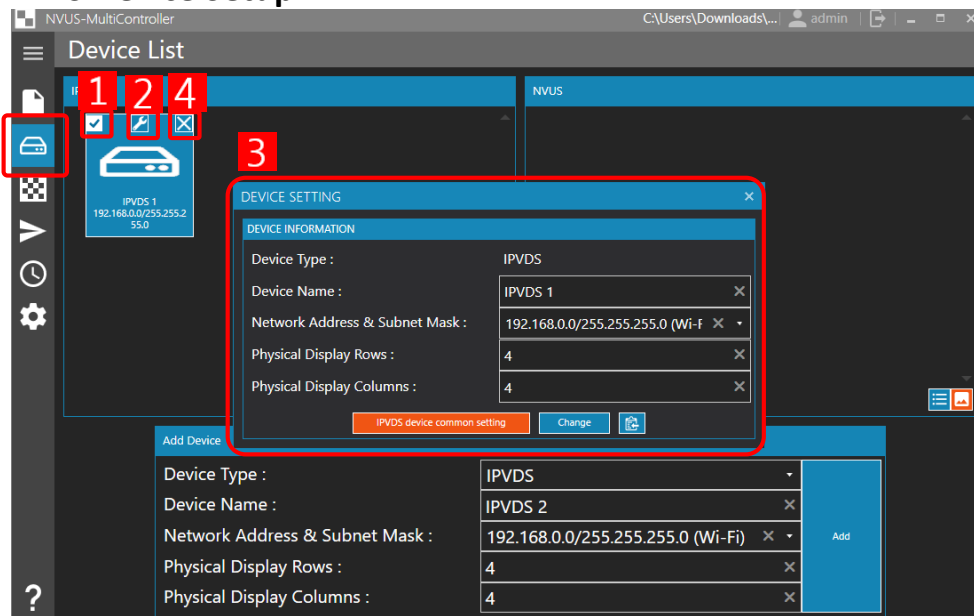 NVUS-MultiController
C:\Users\Downloads\...
admin
Device List
NVUS
1
2
4
IPVDS 1
192.168.0.0/255.255.2
55.0
3
DEVICE SETTING
DEVICE INFORMATION
Device Type :
IPVDS
Device Name :
IPVDS 1
Network Address & Subnet Mask :
192.168.0.0/255.255.255.0 (Wi-F
Physical Display Rows :
4
Physical Display Columns :
4
IPVDS device common setting
Change
Add Device
Device Type :
IPVDS
Device Name :
IPVDS 2
Network Address & Subnet Mask :
192.168.0.0/255.255.255.0 (Wi-Fi)
Add
Physical Display Rows :
4
Physical Display Columns :
4
?